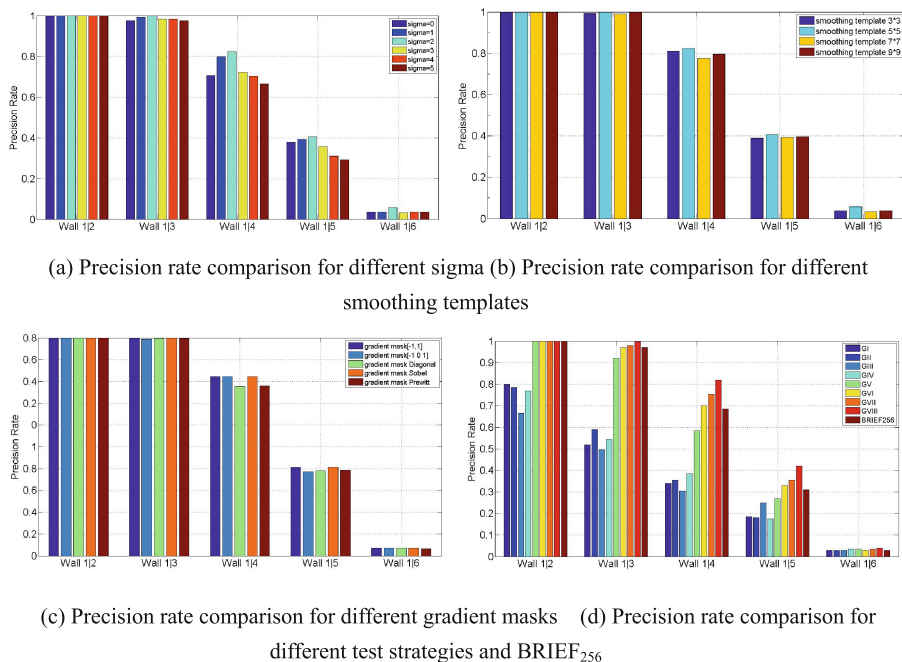 Precision Rate
1
0.8
0.6
0.4
0.2
0
sigma=0
sigma=1
sigma=2
sigma=3
sigma=4
sigma=5
Wall 1|2 Wall 1|3 Wall 1|4 Wall 1|5 Wall 1|6
Precision Rate
1
0.8
0.6
0.4
0.2
0
smoothing template 3*3
smoothing template 5*5
smoothing template 7*7
smoothing template 9*9
Wall 1|2 Wall 1|3 Wall 1|4 Wall 1|5 Wall 1|6
(a) Precision rate comparison for different sigma (b) Precision rate comparison for different
smoothing templates
Precision Rate
0.8
0.6
0.4
0.4
0
1
0.8
0.4
0.2
0
gradient mask[-1,1]
gradient mask[-1 0 1]
gradient mask Diagonal
gradient mask Sobel
gradient mask Prewitt
Wall 1|2 Wall 1|3 Wall 1|4 Wall 1|5 Wall 1|6
Precision Rate
1
0.9
0.8
0.7
0.6
0.5
0.4
0.3
0.2
0.1
0
GI
GII
GIII
GIV
GV
GVI
GVII
GVIII
BRIEF256
Wall 1|2 Wall 1|3 Wall 1|4 Wall 1|5 Wall 1|6
(c) Precision rate comparison for different gradient masks (d) Precision rate comparison for
different test strategies and BRIEF256